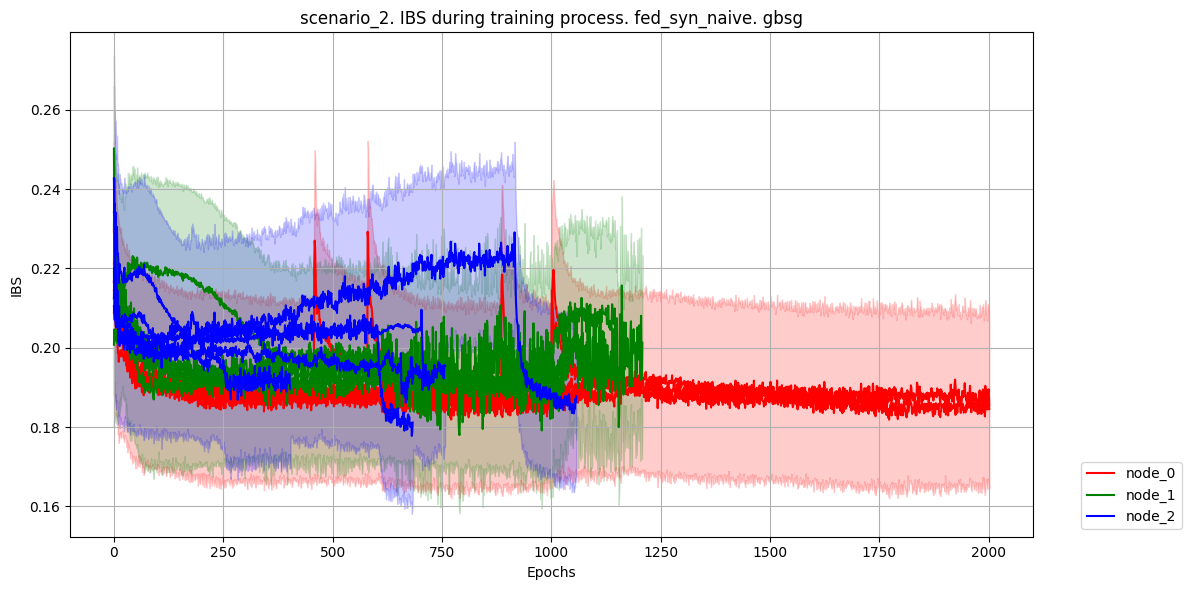 scenario_2. IBS during training process. fed_syn_naive. gbsg
IBS
0.26
0.24
0.22
0.20
0.18
0.16
0
250
500
750
1000
1250
1500
1750
2000
Epochs
node_0
node_1
node_2